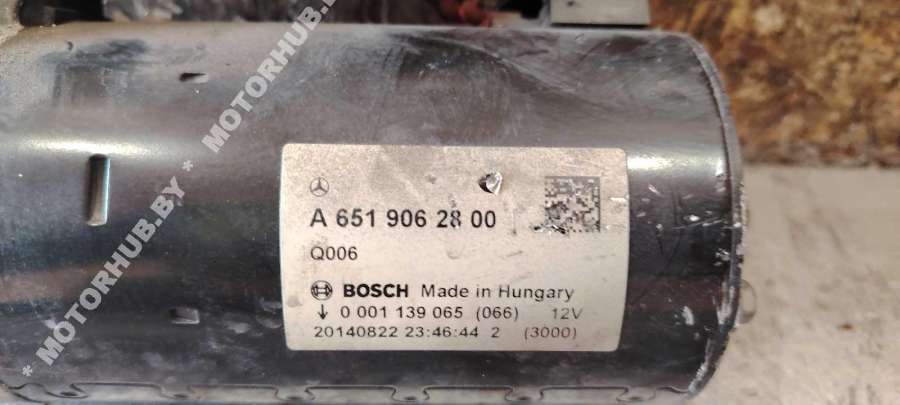 * MOTORHUB.BY * MOTORHUB.BY *
A 651 906 28 00
Q006
BOSCH Made in Hungary
↓ 0 001 139 065 (066) 12V
20140822 23:46:44 2 (3000)
* MOTORHUB.BY